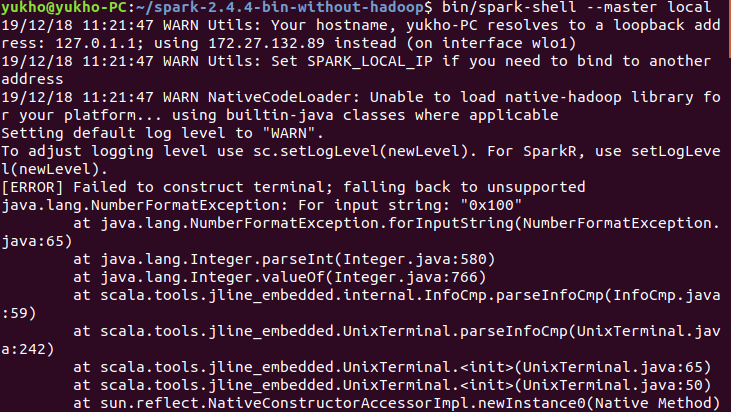 yukho@yukho-PC:~/spark-2.4.4-bin-without-hadoop$ bin/spark-shell --master local
19/12/18 11:21:47 WARN Utils: Your hostname, yukho-PC resolves to a loopback add
ress: 127.0.1.1; using 172.27.132.89 instead (on interface wlo1)
19/12/18 11:21:47 WARN Utils: Set SPARK_LOCAL_IP if you need to bind to another
address
19/12/18 11:21:47 WARN NativeCodeLoader: Unable to load native-hadoop library fo
r your platform... using builtin-java classes where applicable
Setting default log level to "WARN".
To adjust logging level use sc.setLogLevel(newLevel). For SparkR, use setLogLeve
l(newLevel).
[ERROR] Failed to construct terminal; falling back to unsupported
java.lang.NumberFormatException: For input string: "0x100"
        at java.lang.NumberFormatException.forInputString(NumberFormatException.
java:65)
        at java.lang.Integer.parseInt(Integer.java:580)
        at java.lang.Integer.valueOf(Integer.java:766)
        at scala.tools.jline_embedded.internal.InfoCmp.parseInfoCmp(InfoCmp.java
:59)
        at scala.tools.jline_embedded.UnixTerminal.parseInfoCmp(UnixTerminal.jav
a:242)
        at scala.tools.jline_embedded.UnixTerminal.<init>(UnixTerminal.java:65)
        at scala.tools.jline_embedded.UnixTerminal.<init>(UnixTerminal.java:50)
        at sun.reflect.NativeConstructorAccessorImpl.newInstance0(Native Method)